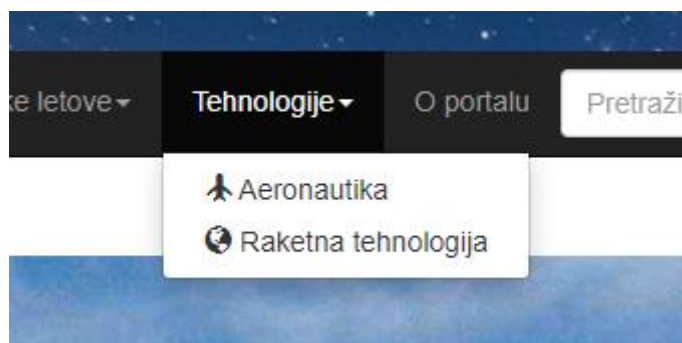 letove
Tehnologije
O portalu
Pretraži
Aeronautika
Raketna tehnologija